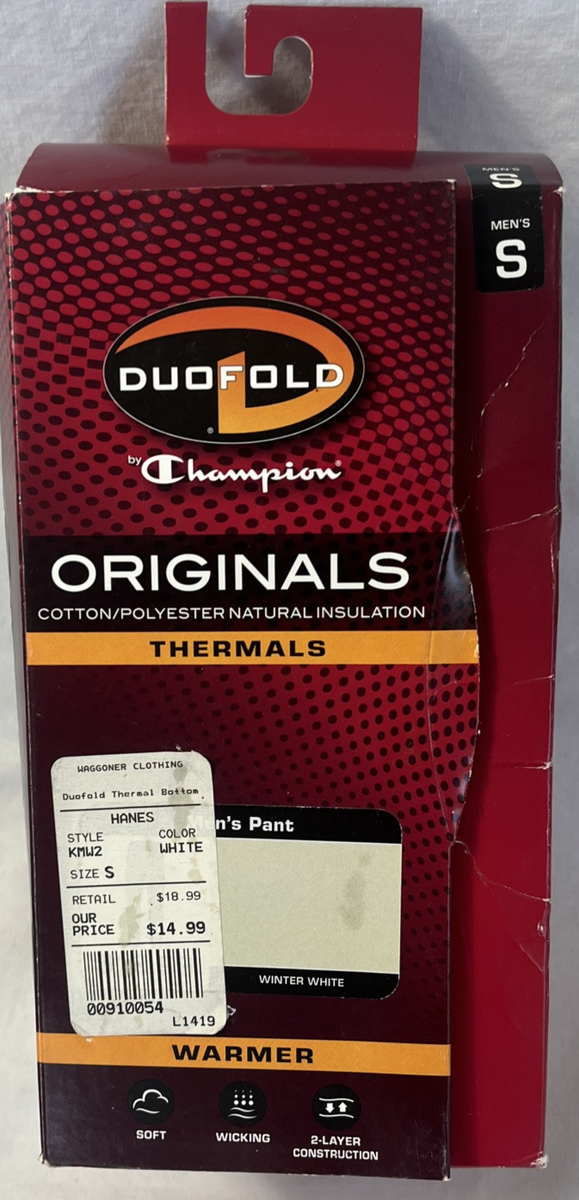 MEN'S
S
MEN'S
S
DUOFOLD
®
by Champion®
ORIGINALS
COTTON/POLYESTER NATURAL INSULATION
THERMALS
WAGGONER CLOTHING
Duofold Thermal Bottom
HANES
STYLE COLOR
KMW2 WHITE
SIZE S
RETAIL $18.99
OUR
PRICE $14.99
00910054
L1419
Pant
WINTER WHITE
WARMER
SOFT
WICKING
2-LAYER
CONSTRUCTION